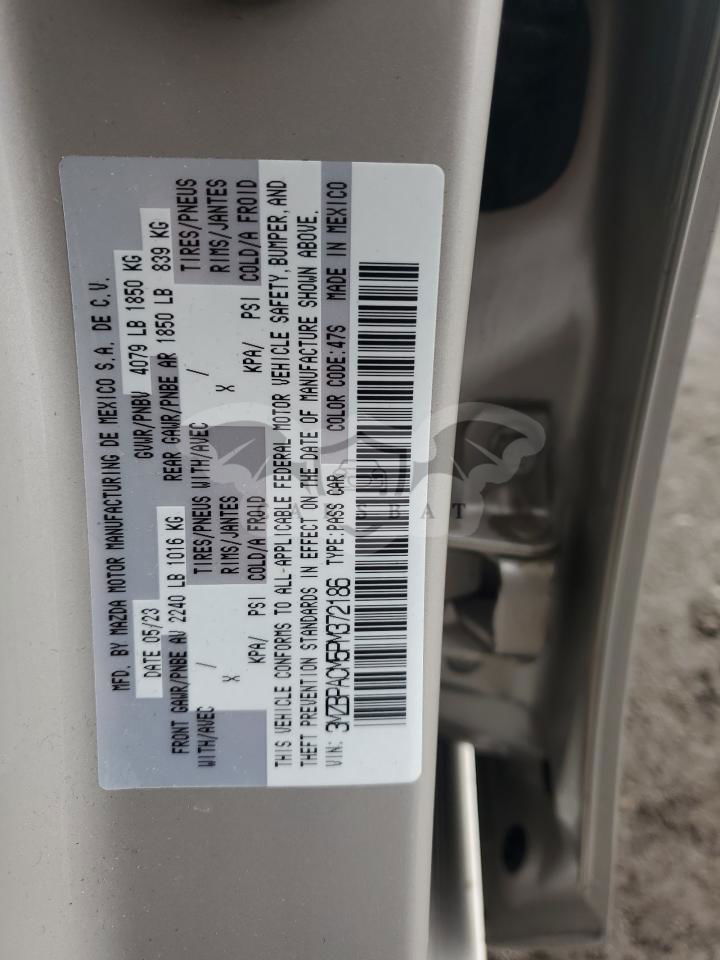 MFD. BY MAZDA MOTOR MANUFACTURING DE MEXICO S.A. DE C.V.
DATE 05/23 GVWR/PNBV 4079 LB 1850 KG
FRONT GAWR/PNBE AV 2240 LB 1016 KG REAR GAWR/PNBE AR 1850 LB 839 KG
WITH/AVEC / TIRES/PNEUS WITH/AVEC / TIRES/PNEUS
X RIMS/JANTES X RIMS/JANTES
KPA/ PSI COLD/A FROID KPA/ PSI COLD/A FROID
THIS VEHICLE CONFORMS TO ALL-APPLICABLE FEDERAL MOTOR VEHICLE SAFETY, BUMPER, AND
THEFT PREVENTION STANDARDS IN EFFECT ON THE DATE OF MANUFACTURE SHOWN ABOVE.
VIN: 3MZBPACM5PM372186 TYPE:PASS CAR COLOR CODE:47S MADE IN MEXICO
CARSBAT